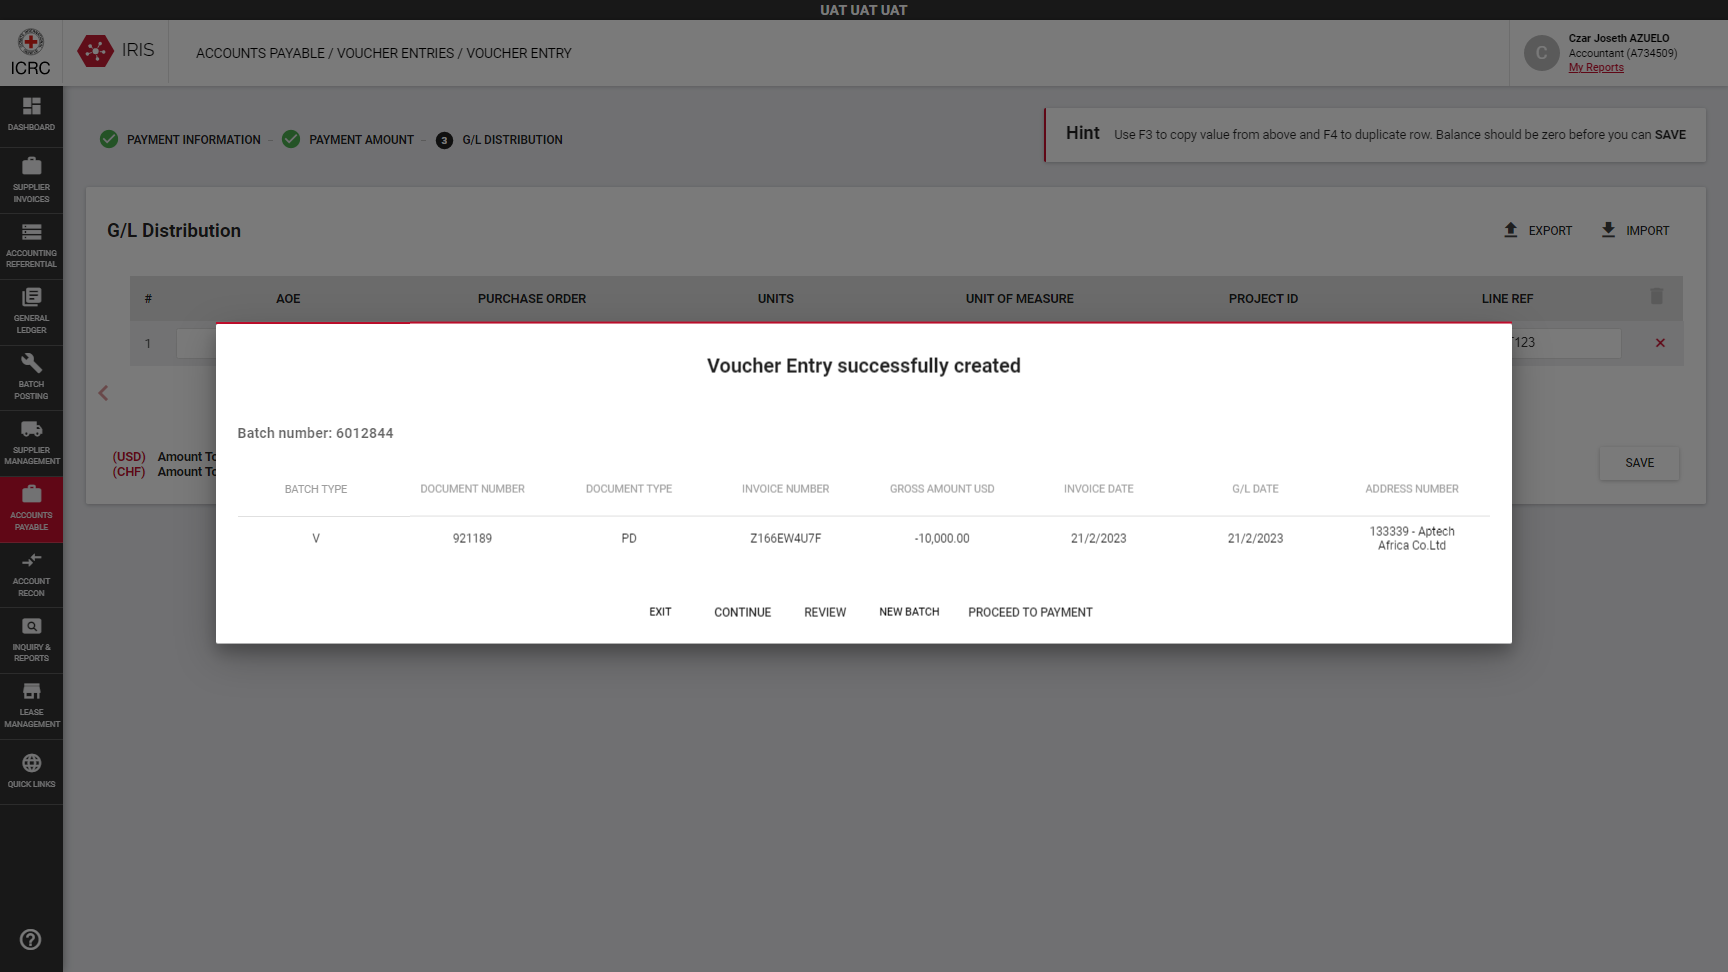 UAT UAT UAT
ICRC
IRIS
ACCOUNTS PAYABLE / VOUCHER ENTRIES / VOUCHER ENTRY
C
Czar Joseth AZUELO
Accountant (A734509)
My Reports
DASHBOARD
SUPPLIER
INVOICES
ACCOUNTING
REFERENTIAL
GENERAL
LEDGER
BATCH
POSTING
SUPPLIER
MANAGEMENT
ACCOUNTS
PAYABLE
ACCOUNT
RECON
INQUIRY &
REPORTS
LEASE
MANAGEMENT
QUICK LINKS
PAYMENT INFORMATION
PAYMENT AMOUNT
3 G/L DISTRIBUTION
Hint Use F3 to copy value from above and F4 to duplicate row. Balance should be zero before you can SAVE
G/L Distribution
EXPORT
IMPORT
# AOE PURCHASE ORDER UNITS UNIT OF MEASURE PROJECT ID LINE REF
1 123
(USD) Amount To
(CHF) Amount To
SAVE
Voucher Entry successfully created
Batch number: 6012844
BATCH TYPE DOCUMENT NUMBER DOCUMENT TYPE INVOICE NUMBER GROSS AMOUNT USD INVOICE DATE G/L DATE ADDRESS NUMBER
V 921189 PD Z166EW4U7F -10,000.00 21/2/2023 21/2/2023 133339 - Aptech
Africa Co.Ltd
EXIT CONTINUE REVIEW NEW BATCH PROCEED TO PAYMENT